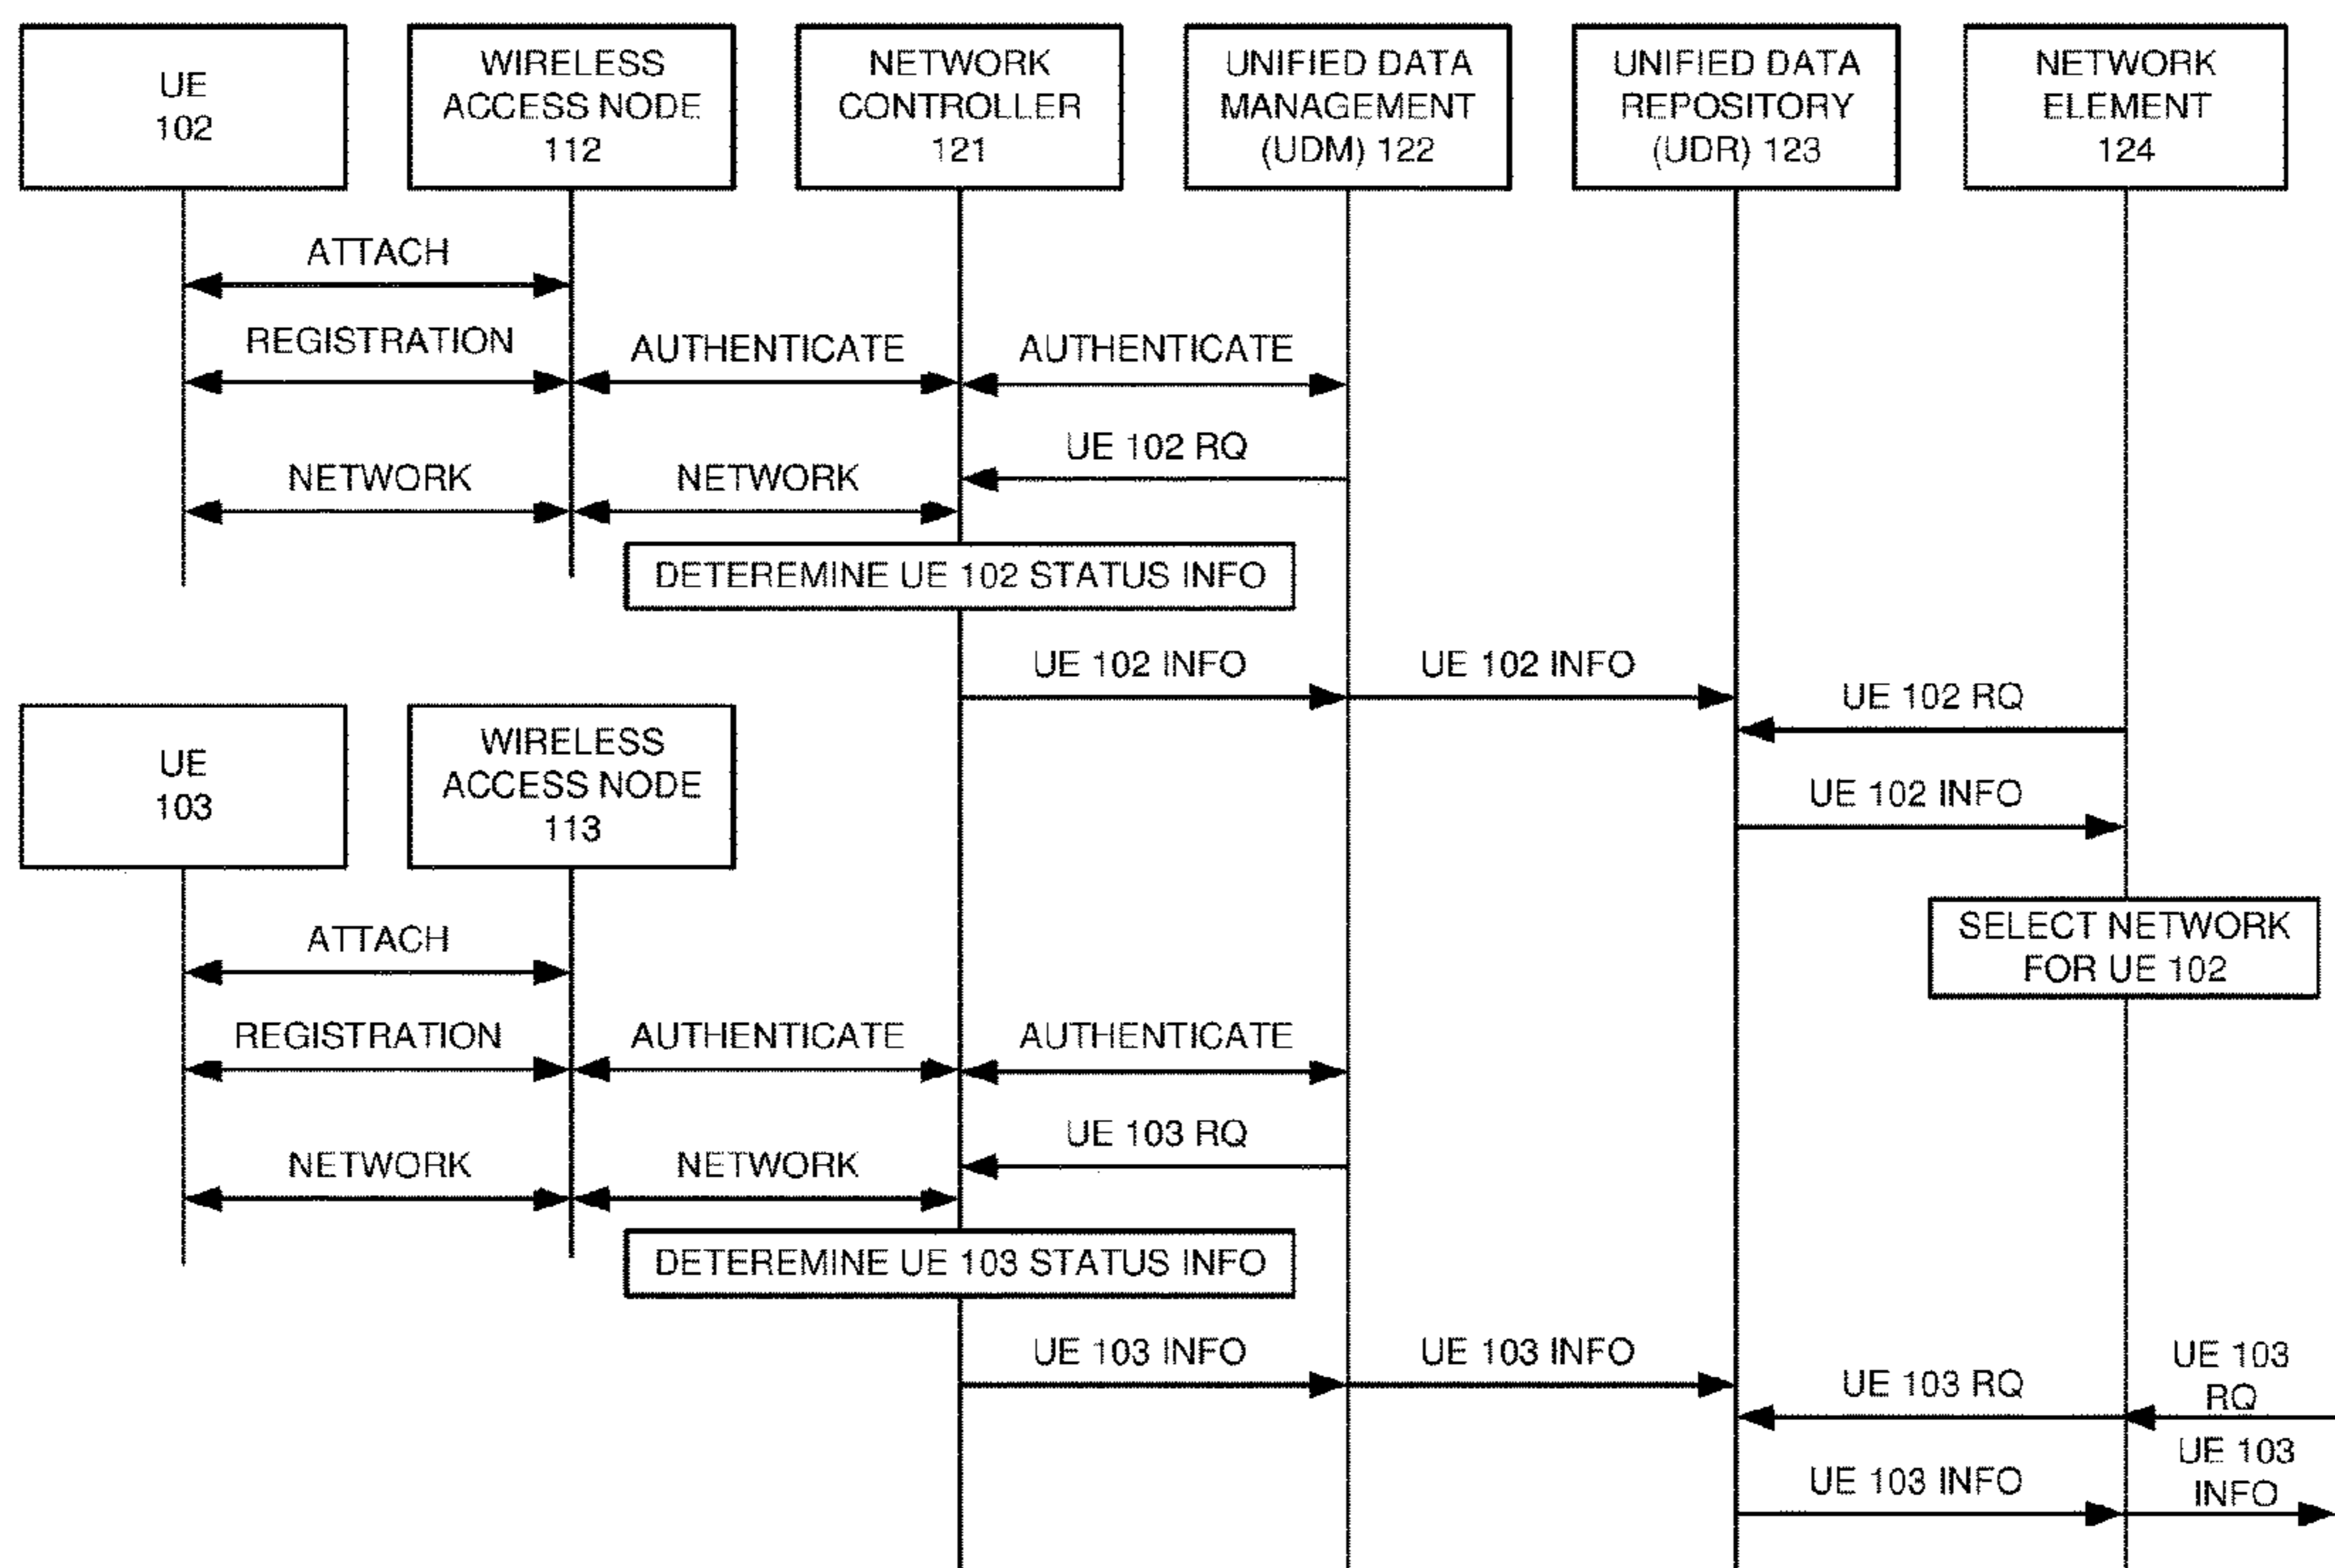 UE
102
WIRELESS
ACCESS NODE
112
NETWORK
CONTROLLER
121
UNIFIED DATA
MANAGEMENT
(UDM) 122
UNIFIED DATA
REPOSITORY
(UDR) 123
NETWORK
ELEMENT
124
ATTACH
REGISTRATION
AUTHENTICATE
AUTHENTICATE
UE 102 RQ
NETWORK
NETWORK
DETEREMINE UE 102 STATUS INFO
UE 102 INFO
UE 102 INFO
UE 102 RQ
UE 102 INFO
SELECT NETWORK
FOR UE 102
UE
103
WIRELESS
ACCESS NODE
113
ATTACH
REGISTRATION
AUTHENTICATE
AUTHENTICATE
UE 103 RQ
NETWORK
NETWORK
DETEREMINE UE 103 STATUS INFO
UE 103 INFO
UE 103 INFO
UE 103 RQ
UE 103
RQ
UE 103 INFO
UE 103
INFO